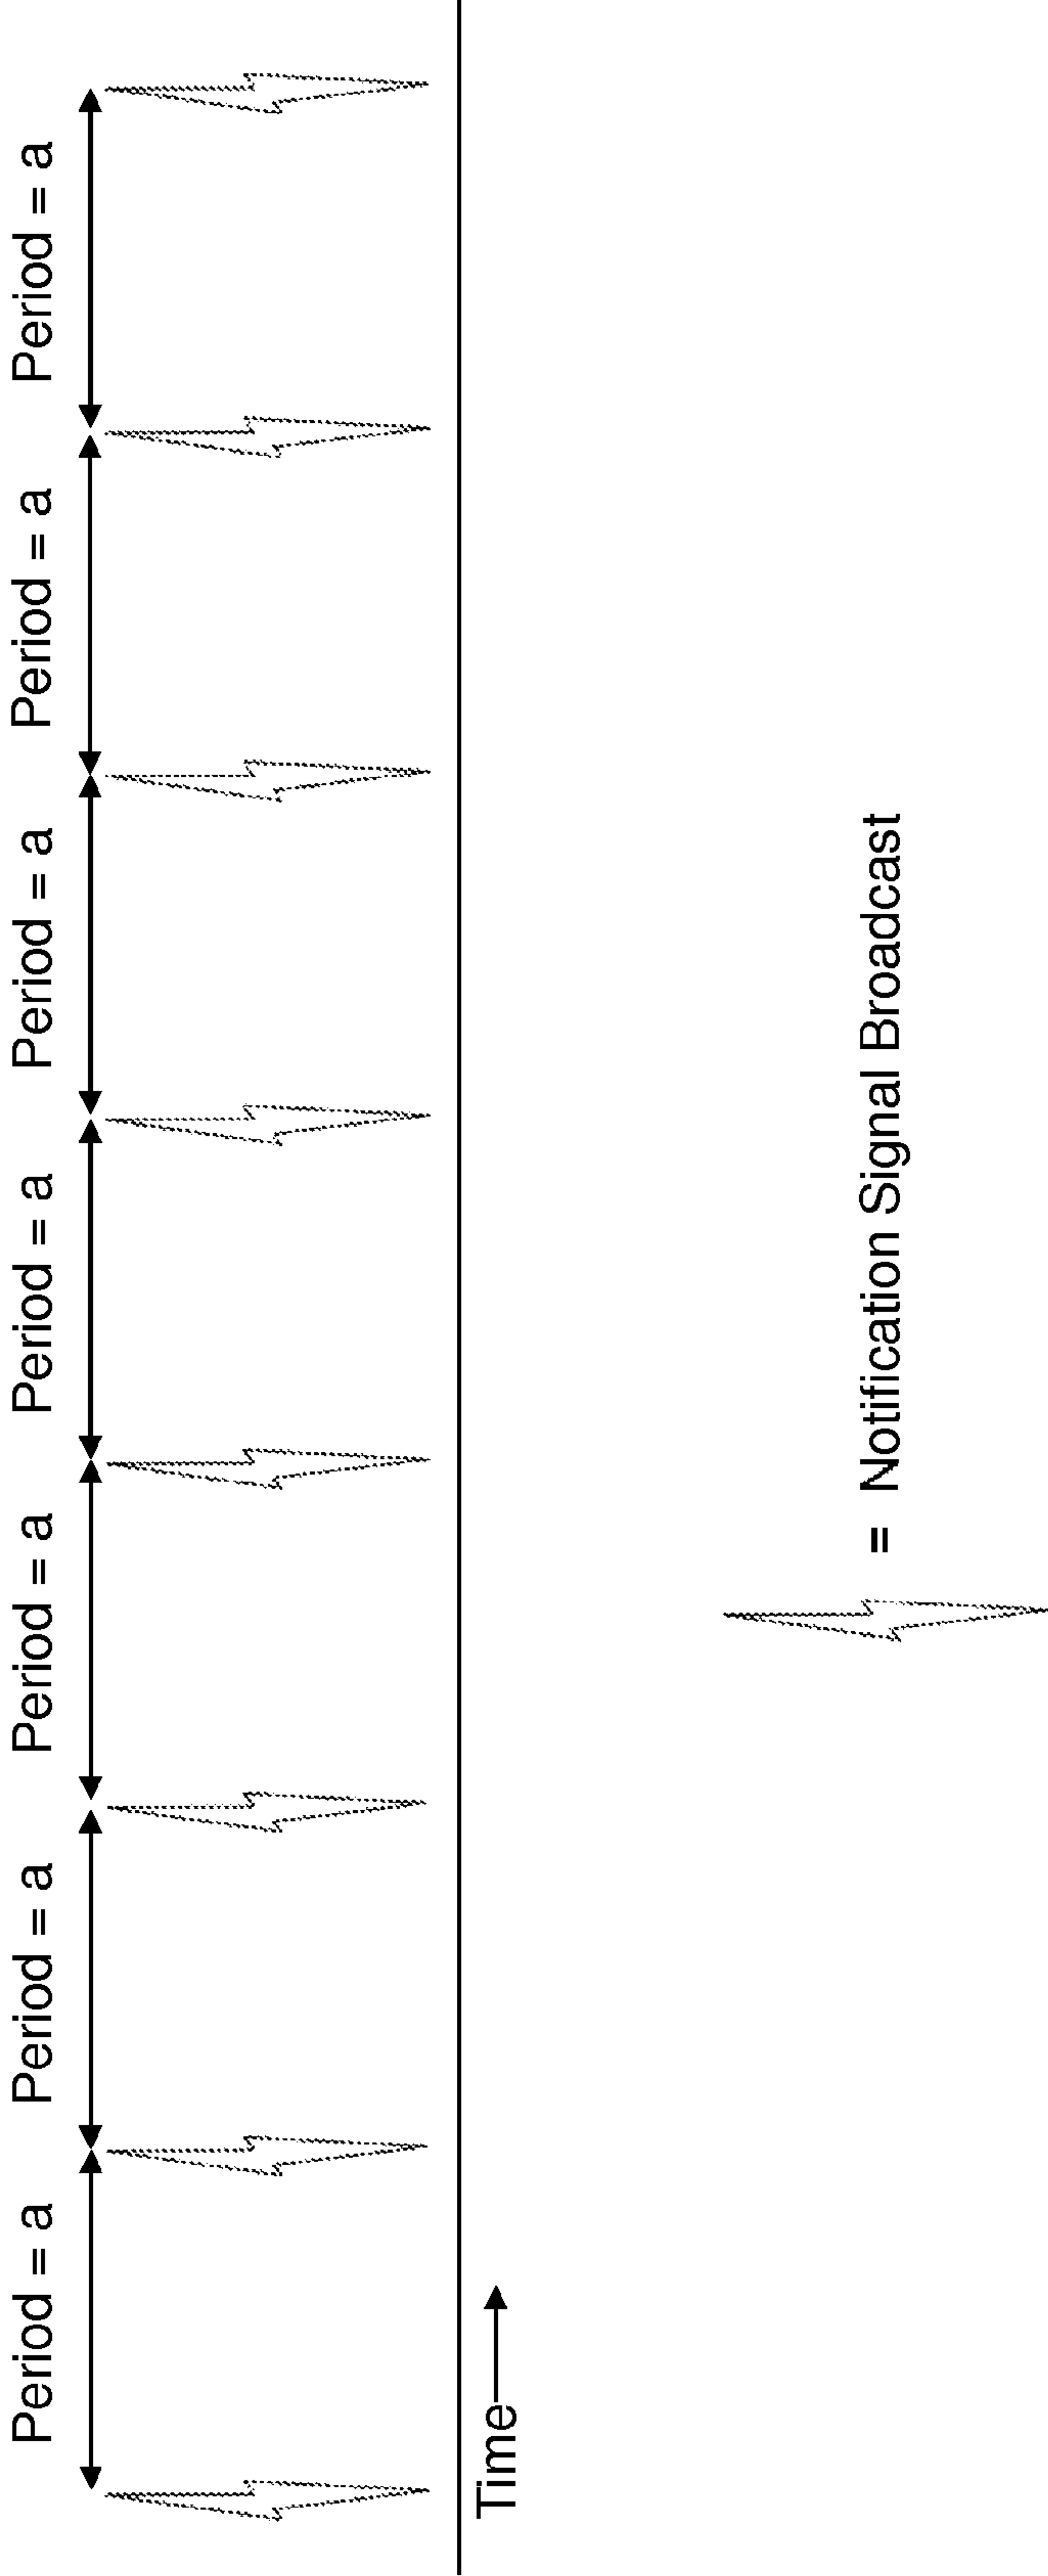 Period = a
Period = a
Period = a
Period = a
Period = a
Period = a
Period = a
Time
= Notification Signal Broadcast